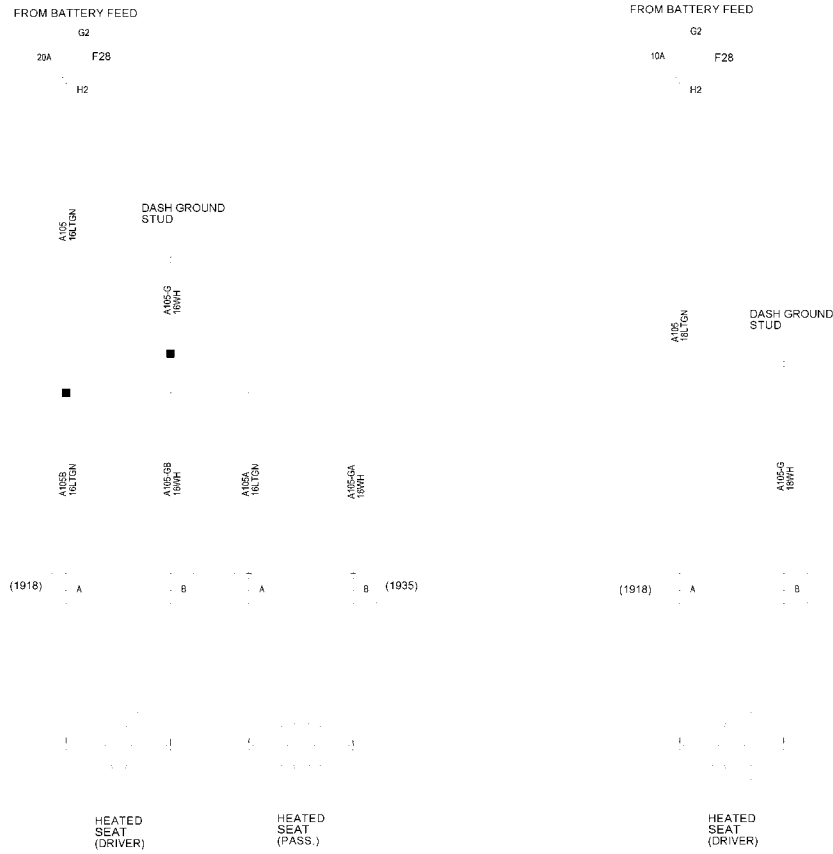 FROM BATTERY FEED
G2
20A
F28
H2
A105
16LTGN
DASH GROUND
STUD
A105-G
16WH
A105B
16LTGN
A105-GB
16WH
A105A
16LTGN
A105-GA
16WH
(1918)
A
B
A
B
(1935)
HEATED
SEAT
(DRIVER)
HEATED
SEAT
(PASS.)
FROM BATTERY FEED
G2
10A
F28
H2
A105
18LTGN
DASH GROUND
STUD
A105-G
18WH
(1918)
A
B
HEATED
SEAT
(DRIVER)